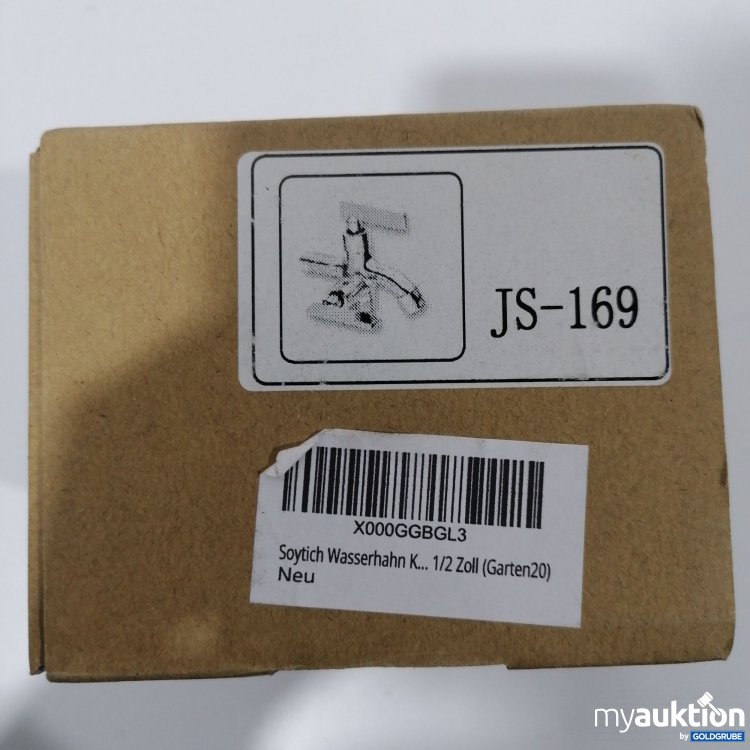 JS-169
X000GGBGL3
Soytich Wasserhahn K... 1/2 Zoll (Garten20)
Neu
myauktion
by GOLDGRUBE